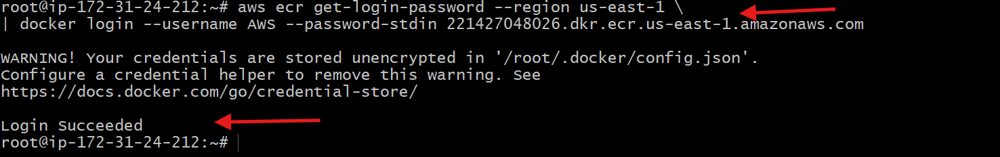 root@ip-172-31-24-212:~# aws ecr get-login-password --region us-east-1 \
| docker login --username AWS --password-stdin 221427048026.dkr.ecr.us-east-1.amazonaws.com
WARNING! Your credentials are stored unencrypted in '/root/.docker/config.json'.
Configure a credential helper to remove this warning. See
https://docs.docker.com/go/credential-store/
Login Succeeded
root@ip-172-31-24-212:~#